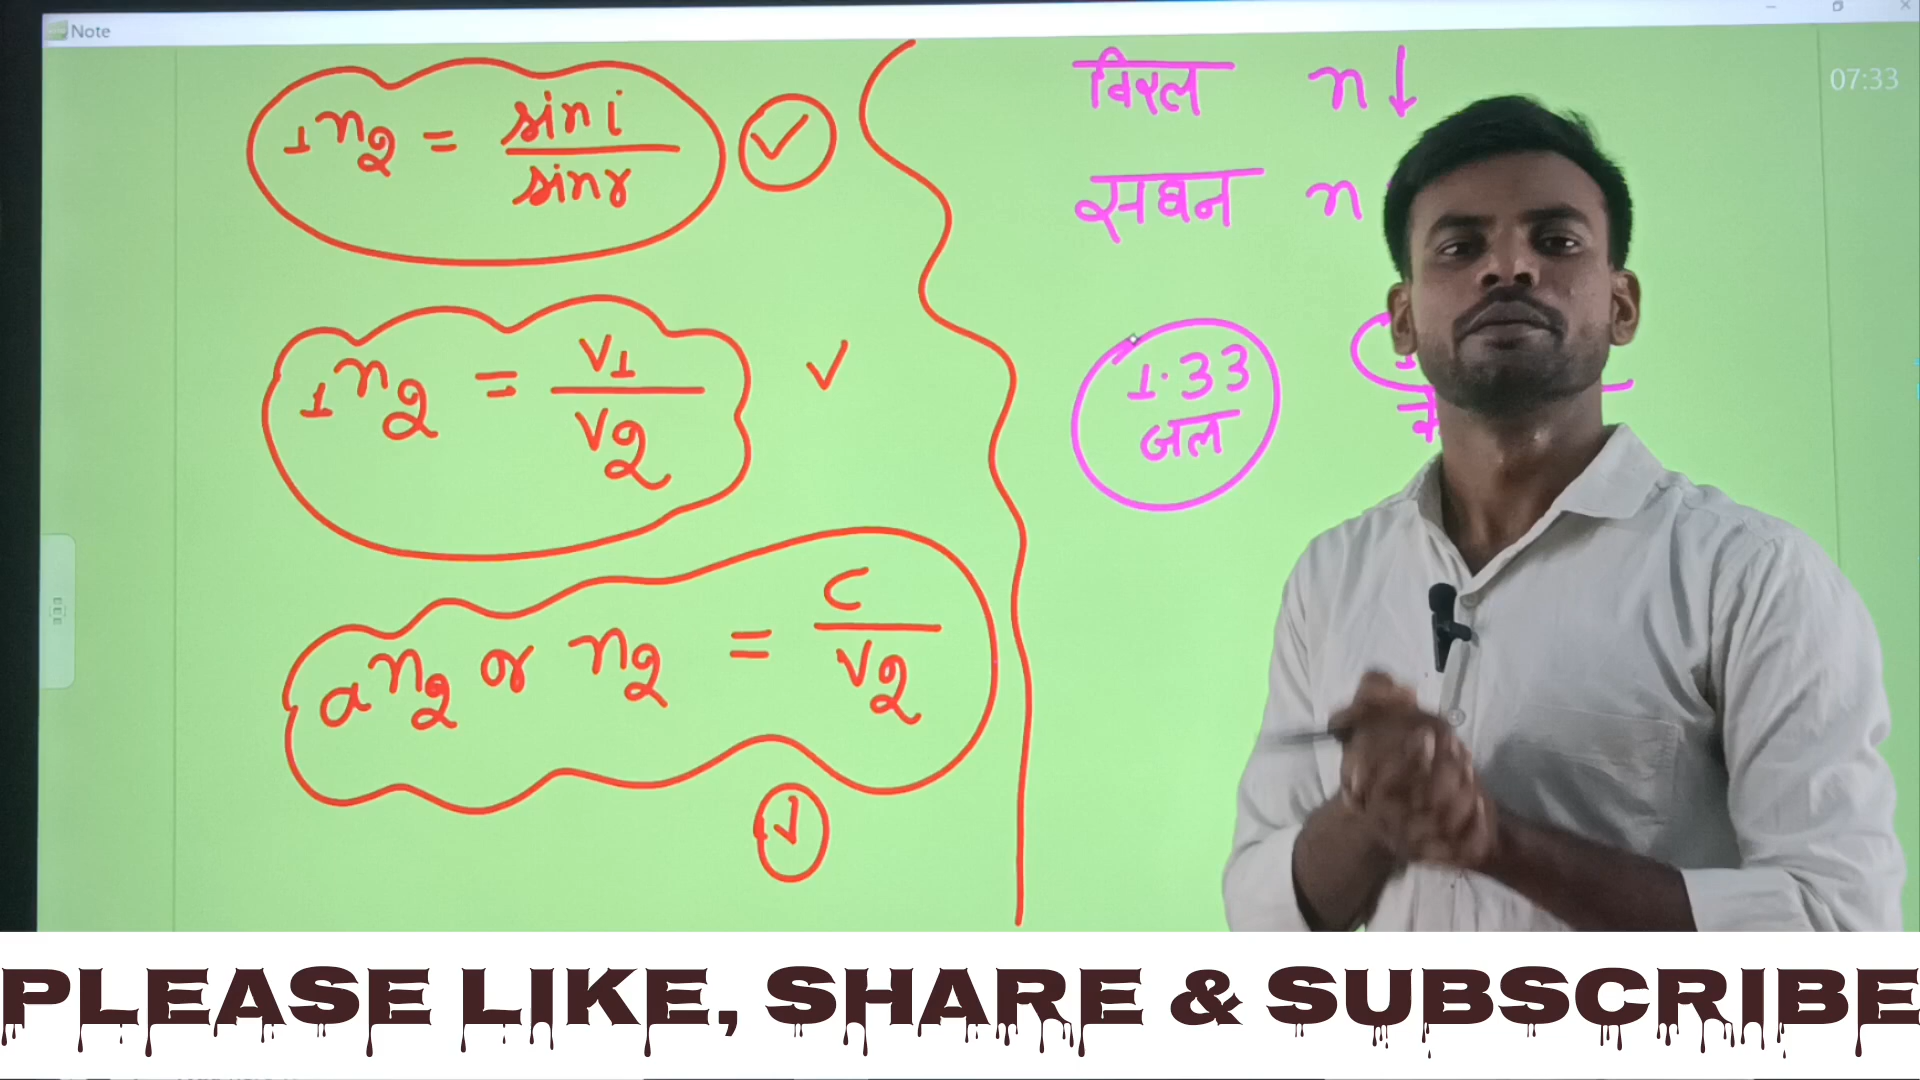 Note
07:33
₁n₂ = sin i / sin r
₁n₂ = v₁ / v₂
an₂ or n₂ = c / v₂
विरल n ↓
सघन n
1.33
जल
PLEASE LIKE, SHARE & SUBSCRIBE